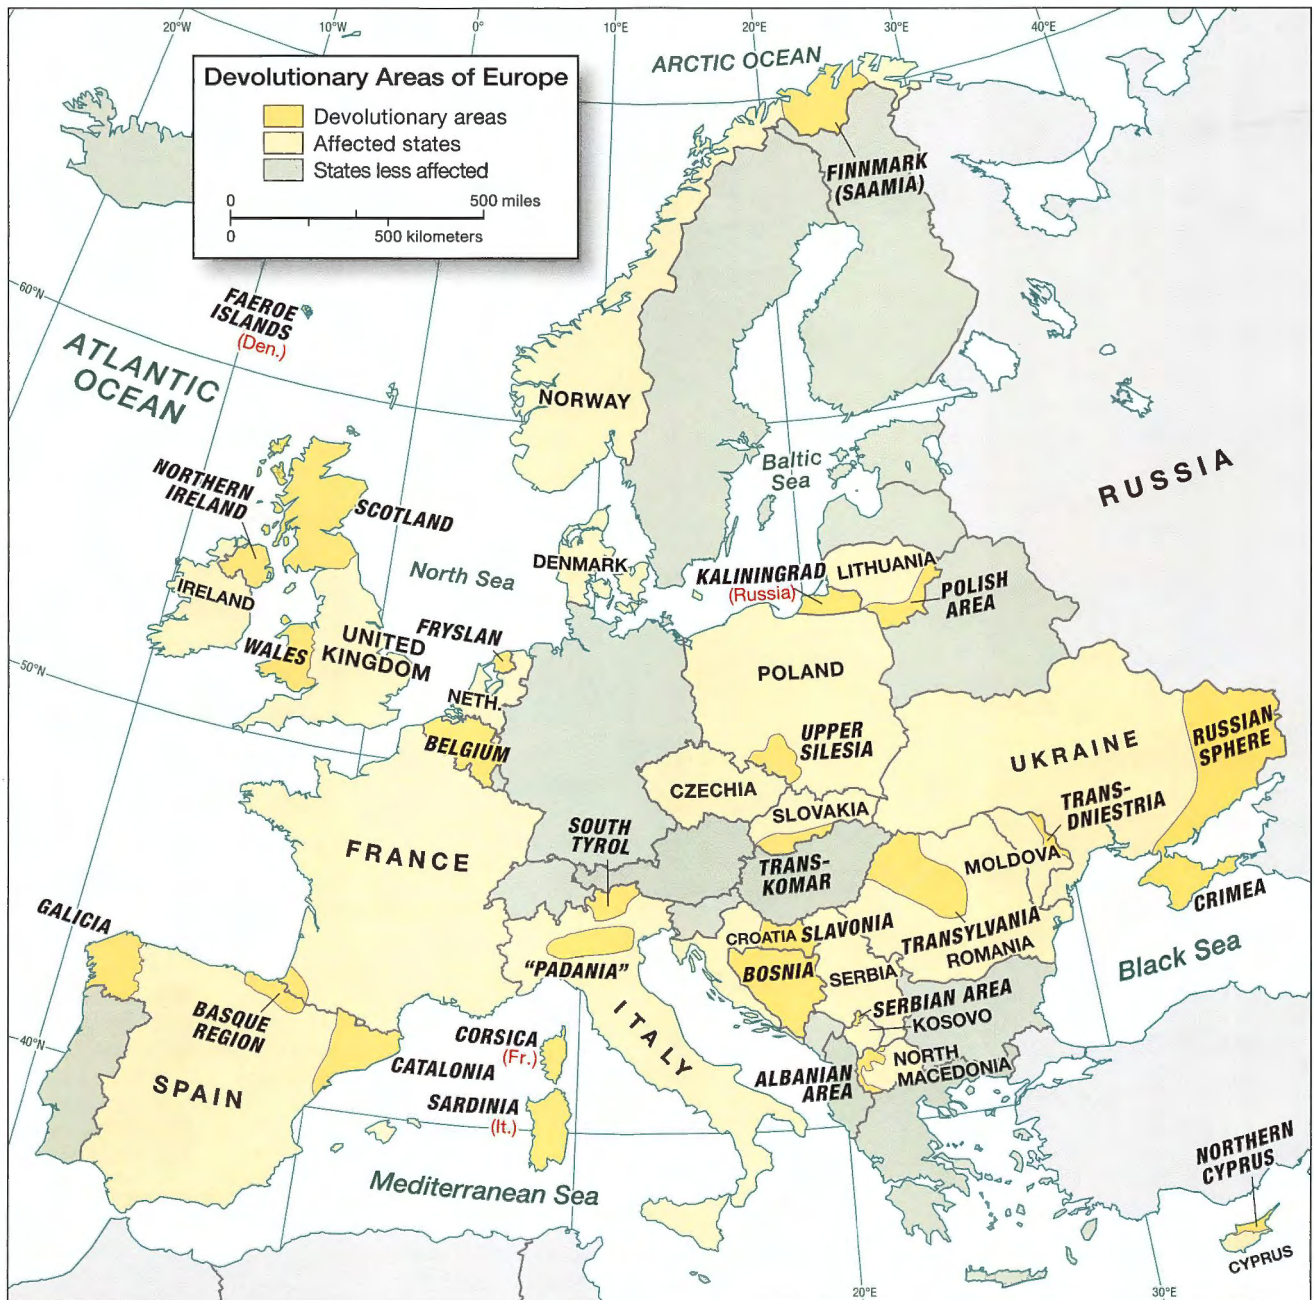 20°W
10°W
0°
10°E
20°E
30°E
40°E
ARCTIC OCEAN
Devolutionary Areas of Europe
Devolutionary areas
Affected states
States less affected
0
500 miles
0
500 kilometers
FINNMARK
(SAAMIA)
60°N
FAEROE
ISLANDS
(Den.)
ATLANTIC
OCEAN
NORWAY
RUSSIA
Baltic
Sea
NORTHERN
IRELAND
SCOTLAND
North Sea
DENMARK
KALININGRAD
(Russia)
LITHUANIA
POLISH
AREA
IRELAND
WALES
UNITED
KINGDOM
FRYSLAN
NETH.
50°N
POLAND
BELGIUM
UPPER
SILESIA
UKRAINE
RUSSIAN
SPHERE
CZECHIA
SLOVAKIA
TRANS-
DNIESTRIA
SOUTH
TYROL
FRANCE
TRANS-
KOMAR
MOLDOVA
CRIMEA
GALICIA
CROATIA
SLAVONIA
TRANSYLVANIA
ROMANIA
Black Sea
"PADANIA"
BOSNIA
SERBIA
SERBIAN AREA
KOSOVO
BASQUE
REGION
ITALY
40°N
CORSICA
(Fr.)
CATALONIA
NORTH
MACEDONIA
ALBANIAN
AREA
SPAIN
SARDINIA
(It.)
Mediterranean Sea
NORTHERN
CYPRUS
CYPRUS
20°E
30°E